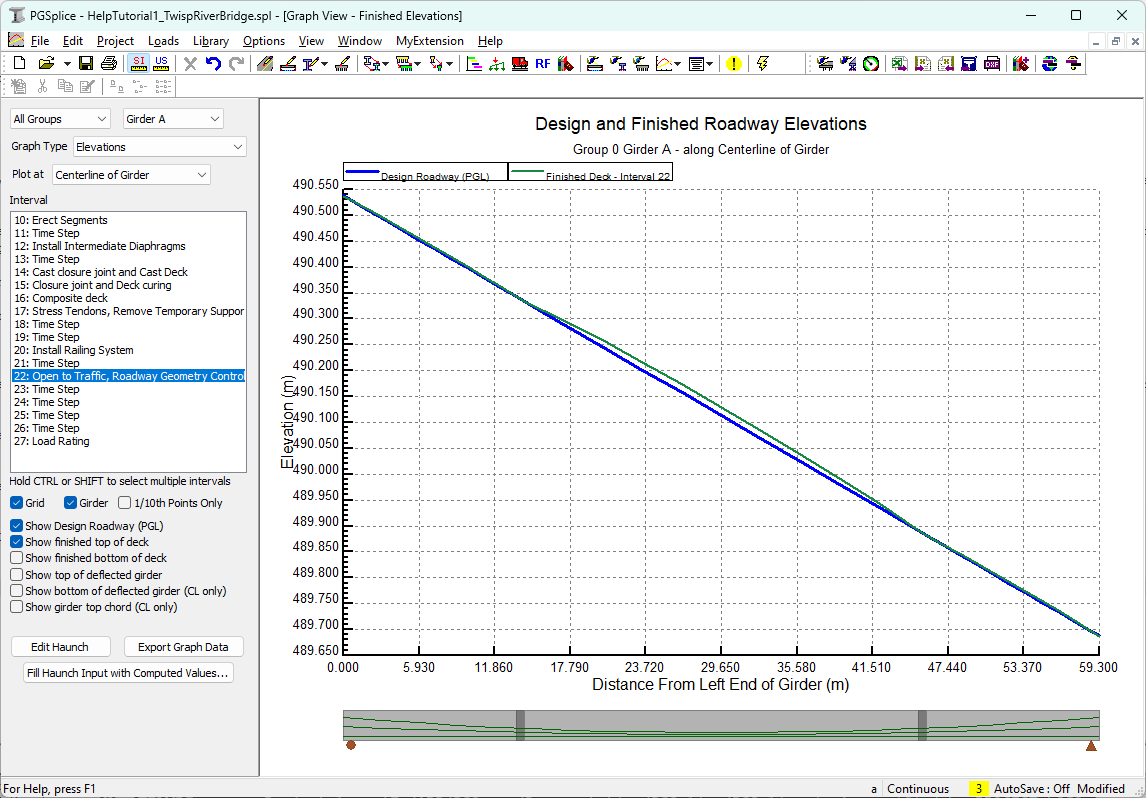 PGSplice - HelpTutorial1_TwispRiverBridge.spl - [Graph View - Finished Elevations]
File Edit Project Loads Library Options View Window MyExtension Help
SI US RF DXF
All Groups Girder A
Graph Type Elevations
Plot at Centerline of Girder
Interval
10: Erect Segments
11: Time Step
12: Install Intermediate Diaphragms
13: Time Step
14: Cast closure joint and Cast Deck
15: Closure joint and Deck curing
16: Composite deck
17: Stress Tendons, Remove Temporary Suppor
18: Time Step
19: Time Step
20: Install Railing System
21: Time Step
22: Open to Traffic, Roadway Geometry Control
23: Time Step
24: Time Step
25: Time Step
26: Time Step
27: Load Rating
Hold CTRL or SHIFT to select multiple intervals
Grid Girder 1/10th Points Only
Show Design Roadway (PGL)
Show finished top of deck
Show finished bottom of deck
Show top of deflected girder
Show bottom of deflected girder (CL only)
Show girder top chord (CL only)
Edit Haunch Export Graph Data
Fill Haunch Input with Computed Values...
Design and Finished Roadway Elevations
Group 0 Girder A - along Centerline of Girder
Design Roadway (PGL) Finished Deck - Interval 22
490.550
490.500
490.450
490.400
490.350
490.300
490.250
490.200
490.150
490.100
490.050
490.000
489.950
489.900
489.850
489.800
489.750
489.700
489.650
Elevation (m)
0.000 5.930 11.860 17.790 23.720 29.650 35.580 41.510 47.440 53.370 59.300
Distance From Left End of Girder (m)
For Help, press F1 a Continuous 3 AutoSave: Off Modified